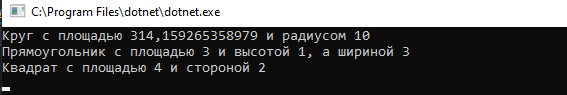 C:\Program Files\dotnet\dotnet.exe
Круг с площадью 314,159265358979 и радиусом 10
Прямоугольник с площадью 3 и высотой 1, а шириной 3
Квадрат с площадью 4 и стороной 2